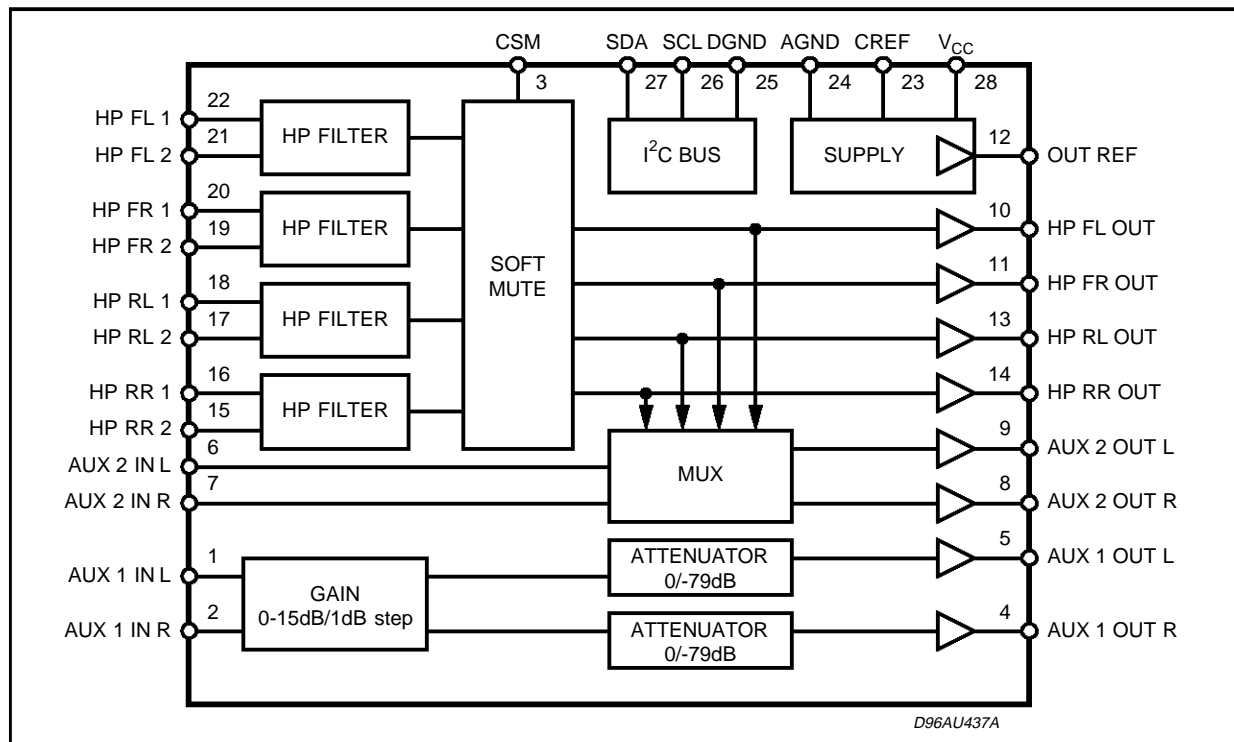 CSM SDA SCL DGND AGND CREF VCC
3 27 26 25 24 23 28
HP FL 1 22
HP FL 2 21
HP FILTER
HP FR 1 20
HP FR 2 19
HP FILTER
HP RL 1 18
HP RL 2 17
HP FILTER
HP RR 1 16
HP RR 2 15
HP FILTER
AUX 2 IN L 6
AUX 2 IN R 7
AUX 1 IN L 1
AUX 1 IN R 2
GAIN
0-15dB/1dB step
SOFT
MUTE
I2C BUS
SUPPLY
MUX
ATTENUATOR
0/-79dB
ATTENUATOR
0/-79dB
12 OUT REF
10 HP FL OUT
11 HP FR OUT
13 HP RL OUT
14 HP RR OUT
9 AUX 2 OUT L
8 AUX 2 OUT R
5 AUX 1 OUT L
4 AUX 1 OUT R
D96AU437A